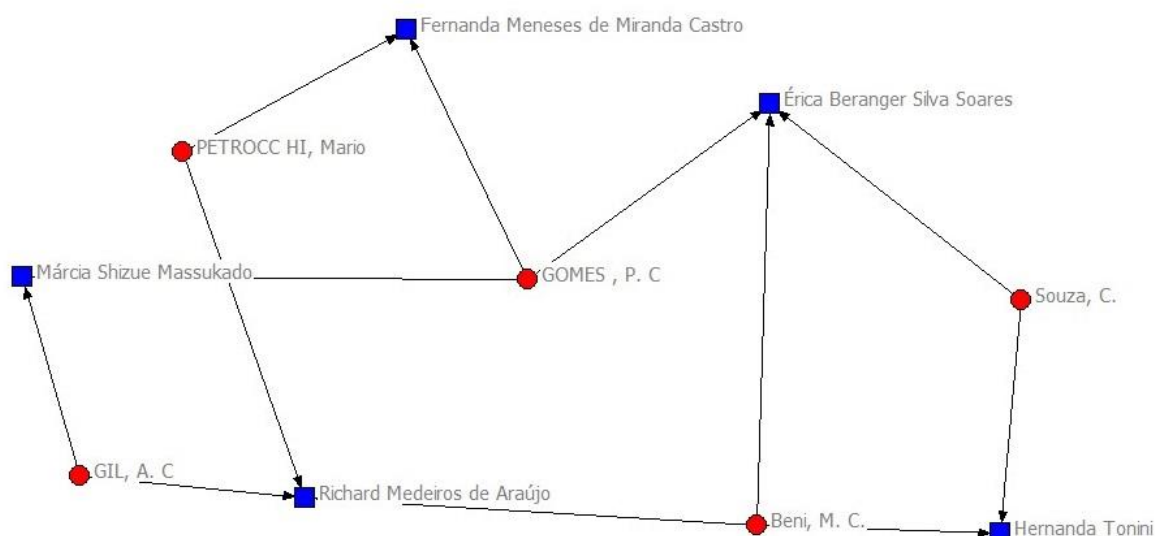 Fernanda Meneses de Miranda Castro
Érica Beranger Silva Soares
PETROCC HI, Mario
Márcia Shizue Massukado
GOMES , P. C
Souza, C.
GIL, A. C
Richard Medeiros de Araújo
Beni, M. C.
Hernanda Tonini